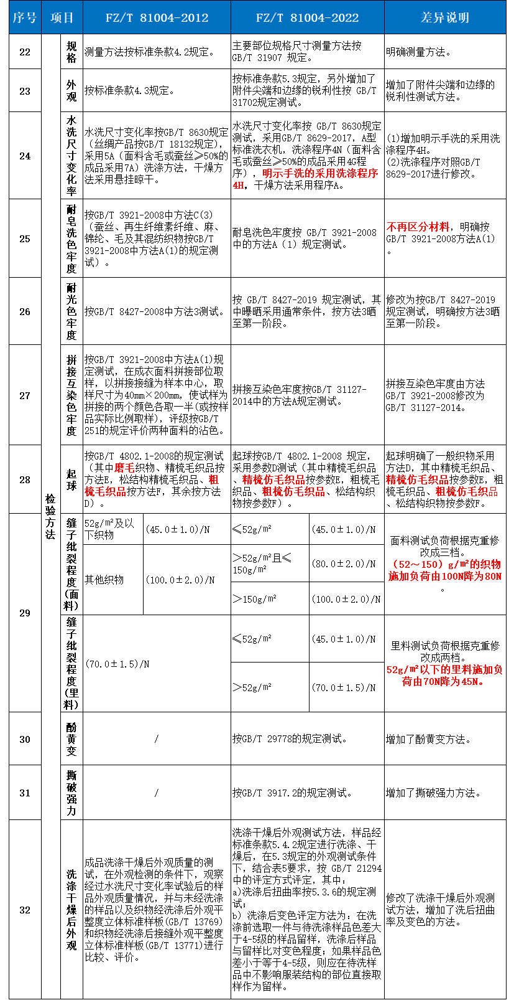 序号 项目 FZ/T 81004-2012 FZ/T 81004-2022 差异说明
检验方法
22
规格
测量方法按标准条款4.2规定。
主要部位规格尺寸测量方法按
GB/T 31907 规定。
明确测量方法。
23
外观
按标准条款4.3规定。
按标准条款5.3规定，另外增加了
附件尖端和边缘的锐利性按 GB/T
31702规定测试。
增加了附件尖端和边缘的
锐利性测试方法。
24
水洗尺寸变化率
水洗尺寸变化率按GB/T 8630规定
（丝绸产品按GB/T 18132规定），
采用5A（面料含毛或蚕丝≥50%的
成品采用7A）洗涤方法，干燥方
法采用悬挂晾干。
水洗尺寸变化率按 GB/T 8630规定
测试，采用GB/T 8629-2017，A型
标准洗衣机，洗涤程序4N（面料含
毛或蚕丝≥50%的成品采用4G程
序），明示手洗的采用洗涤程序
4H，干燥方法采用程序A。
(1)增加明示手洗的采用洗
涤程序4H。
(2)洗涤程序对照GB/T
8629-2017进行修改。
25
耐皂洗色牢度
按GB/T 3921-2008中方法C(3)
（蚕丝、再生纤维素纤维、麻、
锦纶、毛及其混纺织物按GB/T
3921-2008中方法A(1)的规定测
试）。
耐皂洗色牢度按 GB/T 3921-2008
中的方法A（1）规定测试。
不再区分材料，明确按
GB/T 3921-2008方法A(1)
。
26
耐光色牢度
按GB/T 8427-2008中方法3测试。
按 GB/T 8427-2019 规定测试，其
中曝晒采用通常条件，按方法3晒
至第一阶段。
修改为按GB/T 8427-2019
规定测试，明确按方法3晒
至第一阶段。
27
拼接互染色牢度
按GB/T 3921-2008中方法A(1)规
定测试，在成衣面料拼接部位取
样，以拼接接缝为样本中心，取
样尺寸为40mm×200mm，使试样为
拼接的两个颜色各取一半(或按样
品实际比例取样)，评级按GB/T
251的规定评价两种面料的沾色。
拼接互染色牢度按GB/T 31127-
2014中的方法A规定测试。
拼接互染色牢度由方法
GB/T 3921-2008修改为
GB/T 31127-2014。
28
起球
按GB/T 4802.1-2008的规定测试
（其中磨毛织物、精梳毛织品按
方法E，松结构精梳毛织品、粗
梳毛织品按方法F，其余按方法
D）。
起球按GB/T 4802.1-2008 规定，
采用参数D测试（其中精梳毛织品
、精梳仿毛织品按参数E，粗梳毛
织品、粗梳仿毛织品、松结构织
物按参数F）。
起球明确了一般织物采用
方法D，其中精梳毛织品、
精梳仿毛织品按参数E，粗
梳毛织品、粗梳仿毛织品
、松结构织物按参数F。
29
缝子纰裂程度(面料)
52g/㎡及以
下织物
(45.0±1.0)/N
其他织物
(100.0±2.0)/N
≤52g/㎡
(45.0±1.0)/N
＞52g/㎡且≤
150g/㎡
(80.0±2.0)/N
＞150g/㎡
(100.0±2.0)/N
面料测试负荷根据克重修
改成三档。
（52～150）g/㎡的织物
施加负荷由100N降为80N
。
缝子纰裂程度(里料)
(70.0±1.5)/N
≤52g/㎡
(45.0±1.0)/N
＞52g/㎡
(70.0±1.5)/N
里料测试负荷根据克重修
改成两档。
52g/㎡以下的里料施加负
荷由70N降为45N。
30
酚黄变
/
按GB/T 29778的规定测试。
增加了酚黄变方法。
31
撕破强力
/
按GB/T 3917.2的规定测试。
增加了撕破强力方法。
32
洗涤干燥后外观
成品洗涤干燥后外观质量的测
试，在外观检测的条件下，观察
经过水洗尺寸变化率试验后的样
品外观质量情况，并与未经洗涤
的样品以及织物经洗涤后外观平
整度立体标准样板(GB/T 13769)
和织物经洗涤后接缝外观平整度
立体标准样板(GB/T 13771)进行
比较、评价。
洗涤干燥后外观测试方法，样品经
标准条款5.4.2规定进行洗涤、干
燥后，在5.3规定的外观测试条件
下，结合表5要求，按 GB/T 21294
中的评定方式评定，其中：
a)洗涤后扭曲率按5.3.6的规定测
试；
b）洗涤后变色评定方法为：在洗
涤前选取一件与待洗涤样品色差大
于4-5级的样品留样，洗涤后样品
与留样比对变色程度；如果样品色
差小于等于4-5级，则应在待洗样
品中不影响服装结构的部位直接取
样作为留样。
修改了洗涤干燥后外观测
试方法，增加了洗后扭曲
率及变色的方法。